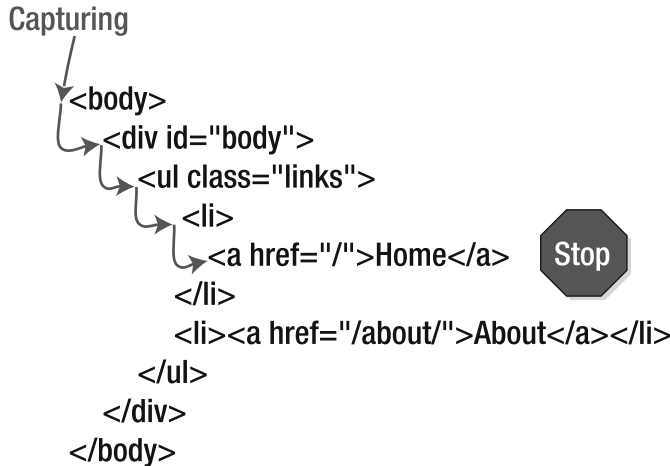 Capturing
<body>
<div id="body">
<ul class="links">
<li>
<a href="/">Home</a>
Stop
</li>
<li><a href="/about/">About</a></li>
</ul>
</div>
</body>